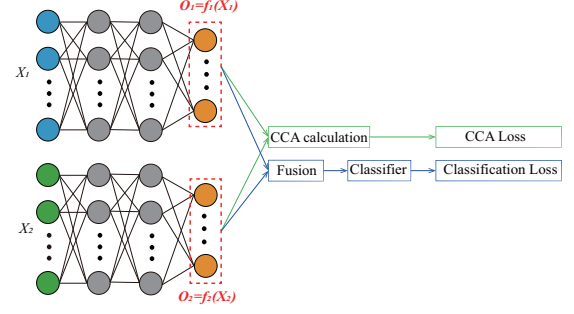 O₁=f₁(X₁)
X₁
CCA calculation
CCA Loss
Fusion
Classifier
Classification Loss
X₂
O₂=f₂(X₂)